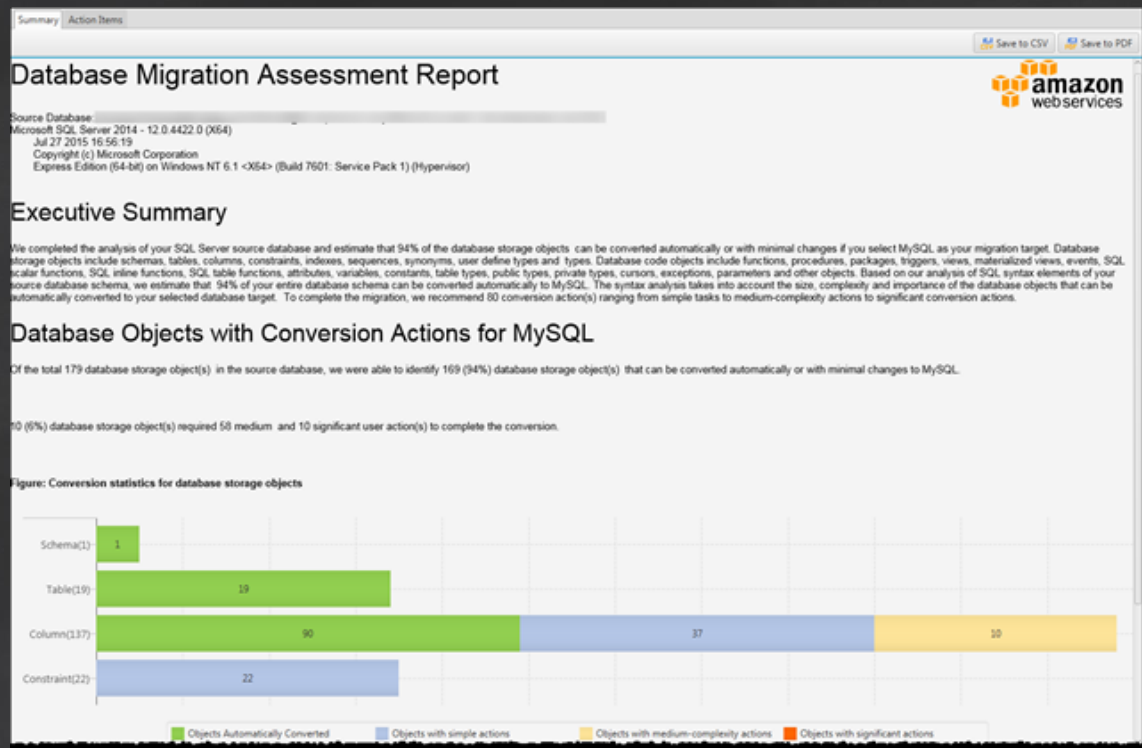 Summary Action Items
Save to CSV Save to PDF
Database Migration Assessment Report
amazon
webservices
Source Database:
Microsoft SQL Server 2014 - 12.0.4422.0 (X64)
Jul 27 2015 16:56:19
Copyright (c) Microsoft Corporation
Express Edition (64-bit) on Windows NT 6.1 <X64> (Build 7601: Service Pack 1) (Hypervisor)
Executive Summary
We completed the analysis of your SQL Server source database and estimate that 94% of the database storage objects can be converted automatically or with minimal changes if you select MySQL as your migration target. Database
storage objects include schemas, tables, columns, constraints, indexes, sequences, synonyms, user define types and types. Database code objects include functions, procedures, packages, triggers, views, materialized views, events, SQL
scalar functions, SQL inline functions, SQL table functions, attributes, variables, constants, table types, public types, private types, cursors, exceptions, parameters and other objects. Based on our analysis of SQL syntax elements of your
source database schema, we estimate that 94% of your entire database schema can be converted automatically to MySQL. The syntax analysis takes into account the size, complexity and importance of the database objects that can be
automatically converted to your selected database target. To complete the migration, we recommend 80 conversion action(s) ranging from simple tasks to medium-complexity actions to significant conversion actions.
Database Objects with Conversion Actions for MySQL
Of the total 179 database storage object(s) in the source database, we were able to identify 169 (94%) database storage object(s) that can be converted automatically or with minimal changes to MySQL.
10 (6%) database storage object(s) required 58 medium and 10 significant user action(s) to complete the conversion.
Figure: Conversion statistics for database storage objects
Schema(1) 1
Table(19) 19
Column(137) 90 37 10
Constraint(22) 22
Objects Automatically Converted Objects with simple actions Objects with medium-complexity actions Objects with significant actions